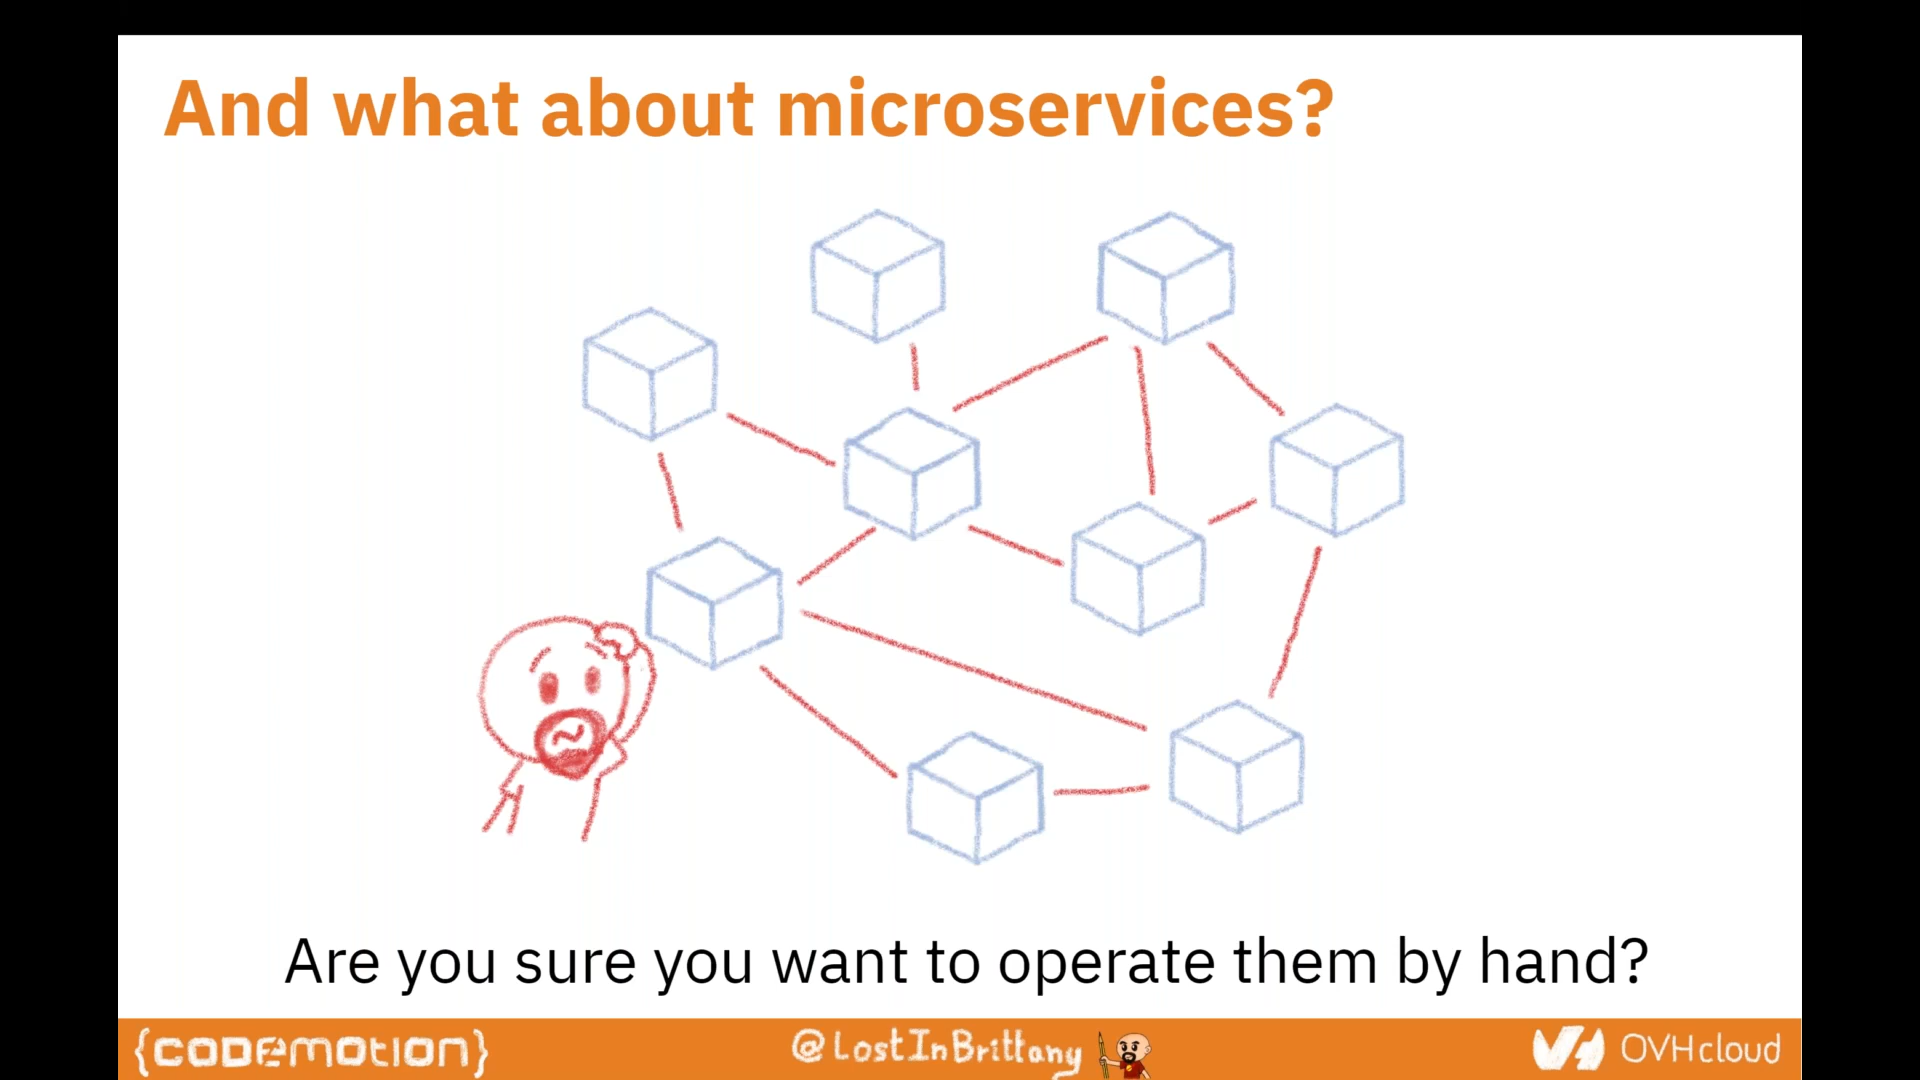 And what about microservices?
Are you sure you want to operate them by hand?
{CODEMOTION}
@LostInBrittany
OVHcloud